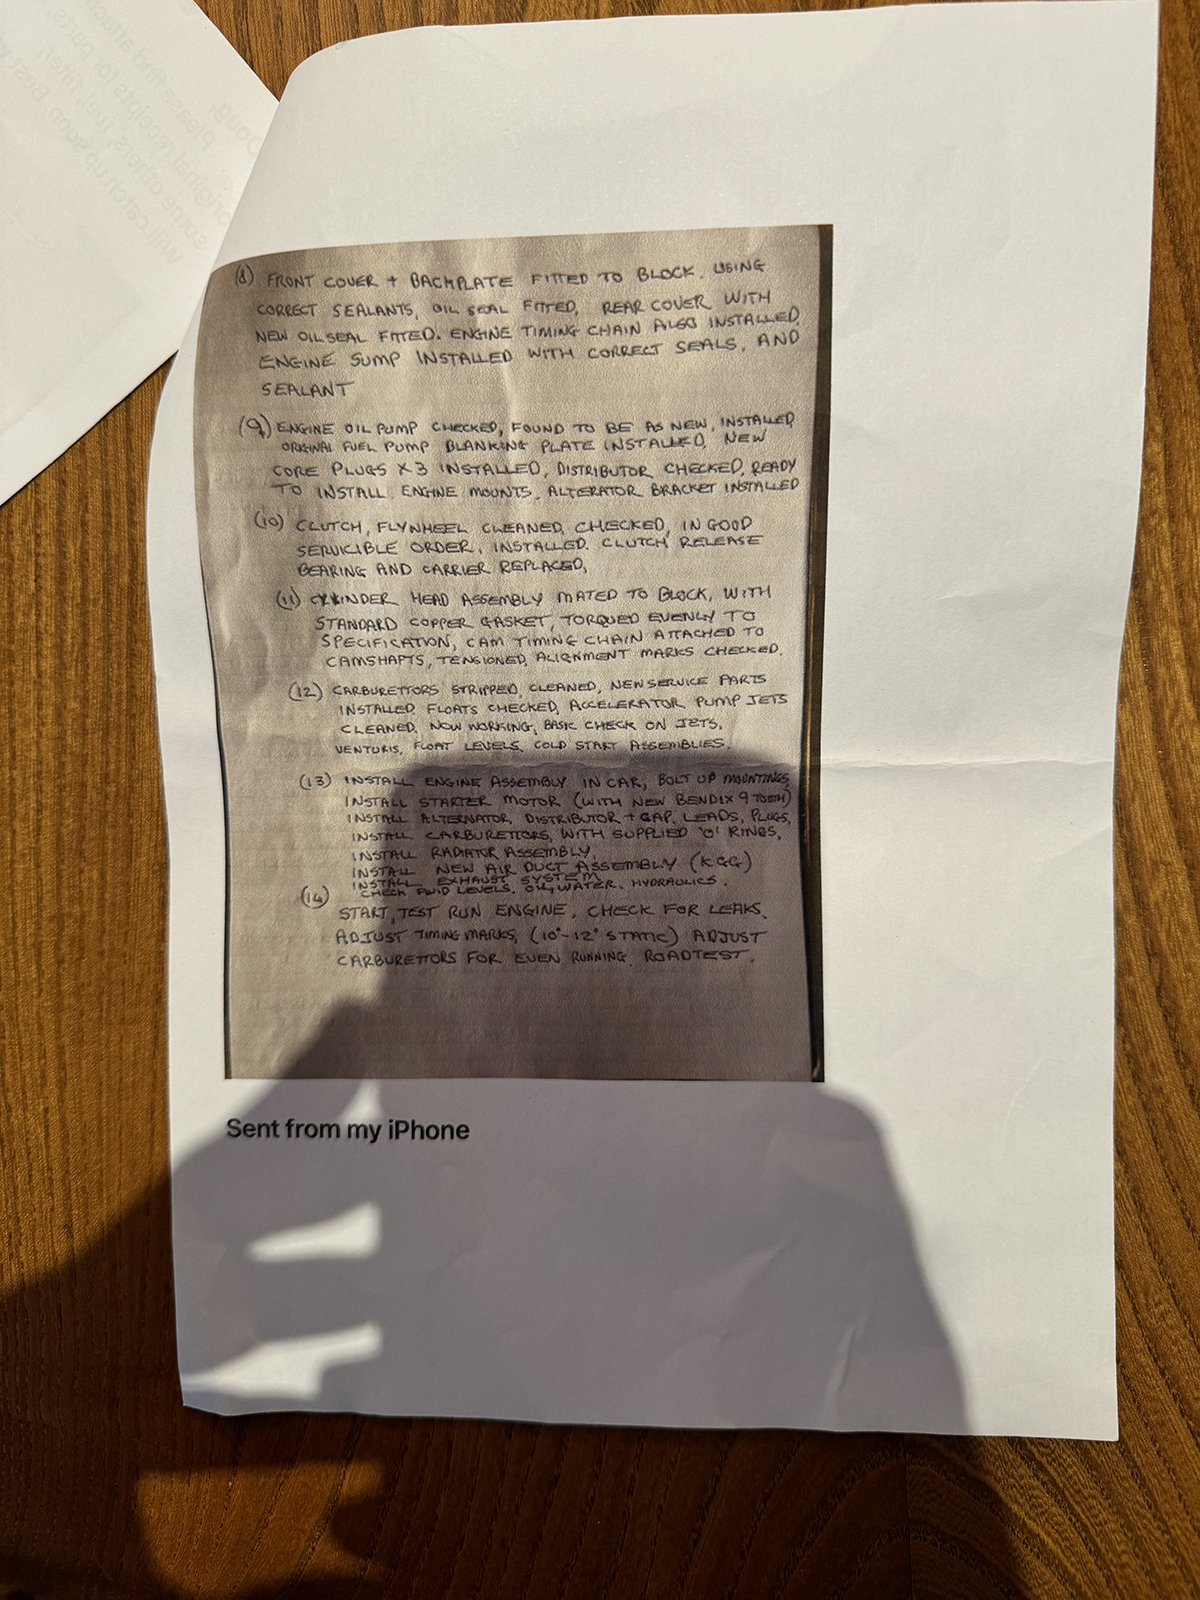 (8) FRONT COVER + BACKPLATE FITTED TO BLOCK. USING
CORRECT SEALANTS, OIL SEAL FITTED, REAR COVER WITH
NEW OIL SEAL FITTED. ENGINE TIMING CHAIN ALSO INSTALLED
ENGINE SUMP INSTALLED WITH CORRECT SEALS, AND
SEALANT
(9) ENGINE OIL PUMP CHECKED, FOUND TO BE AS NEW, INSTALLED,
ORIGINAL FUEL PUMP BLANKING PLATE INSTALLED, NEW
CORE PLUGS X3 INSTALLED, DISTRIBUTOR CHECKED, READY
TO INSTALL. ENGINE MOUNTS, ALTERATOR BRACKET INSTALLED
(10) CLUTCH, FLYWHEEL CLEANED, CHECKED, IN GOOD
SERVICIBLE ORDER. INSTALLED. CLUTCH RELEASE
BEARING AND CARRIER REPLACED,
(11) CYLINDER HEAD ASSEMBLY MATED TO BLOCK, WITH
STANDARD COPPER GASKET, TORQUED EVENLY TO
SPECIFICATION, CAM TIMING CHAIN ATTACHED TO
CAMSHAPTS, TENSIONED, ALIGNMENT MARKS CHECKED.
(12) CARBURETTORS STRIPPED, CLEANED, NEW SERVICE PARTS
INSTALLED, FLOATS CHECKED, ACCELERATOR PUMP JETS
CLEANED, NOW WORKING, BASIC CHECK ON JETS,
VENTURIS, FLOAT LEVELS, COLD START ASSEMBLIES.
(13) INSTALL ENGINE ASSEMBLY IN CAR, BOLT UP MOUNTINGS,
INSTALL STARTER MOTOR (WITH NEW BENDIX 9 TOOTH)
INSTALL ALTERNATOR, DISTRIBUTOR + CAP, LEADS, PLUGS,
INSTALL CARBURETTORS, WITH SUPPLIED 'O' RINGS,
INSTALL RADIATOR ASSEMBLY,
INSTALL NEW AIR DUCT ASSEMBLY (KGG)
INSTALL EXHAUST SYSTEM
CHECK FLUID LEVELS. OIL, WATER, HYDRAULICS.
(14) START, TEST RUN ENGINE, CHECK FOR LEAKS,
ADJUST TIMING MARKS, (10°-12° STATIC) ADJUST
CARBURETTORS FOR EVEN RUNNING. ROADTEST.
Sent from my iPhone